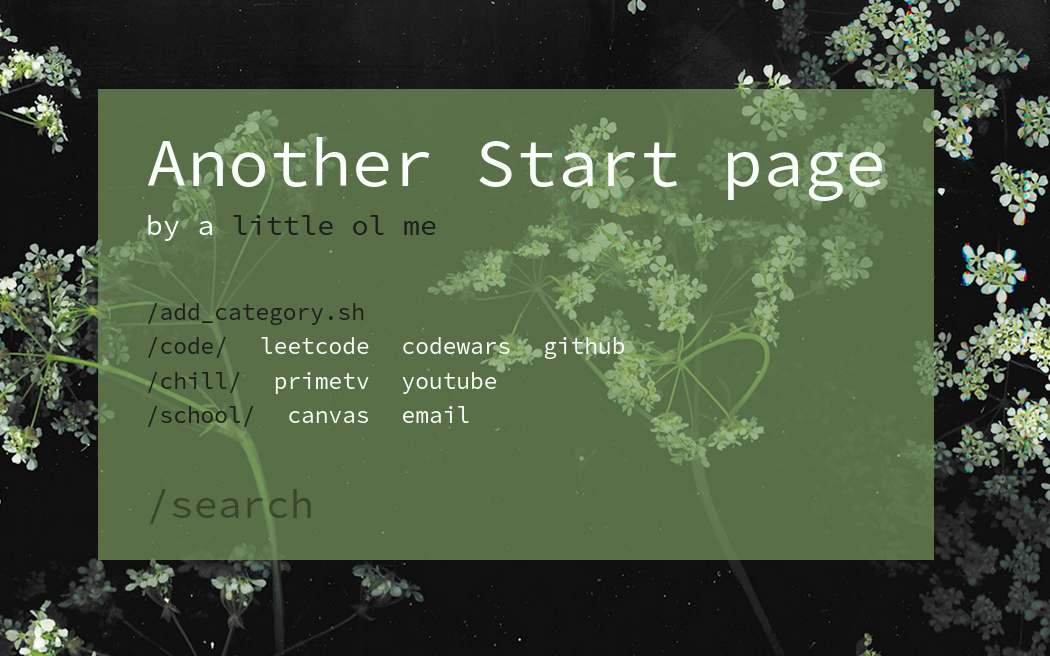 Another Start page
by a little ol me
/add_category.sh
/code/ leetcode codewars github
/chill/ primetv youtube
/school/ canvas email
/search